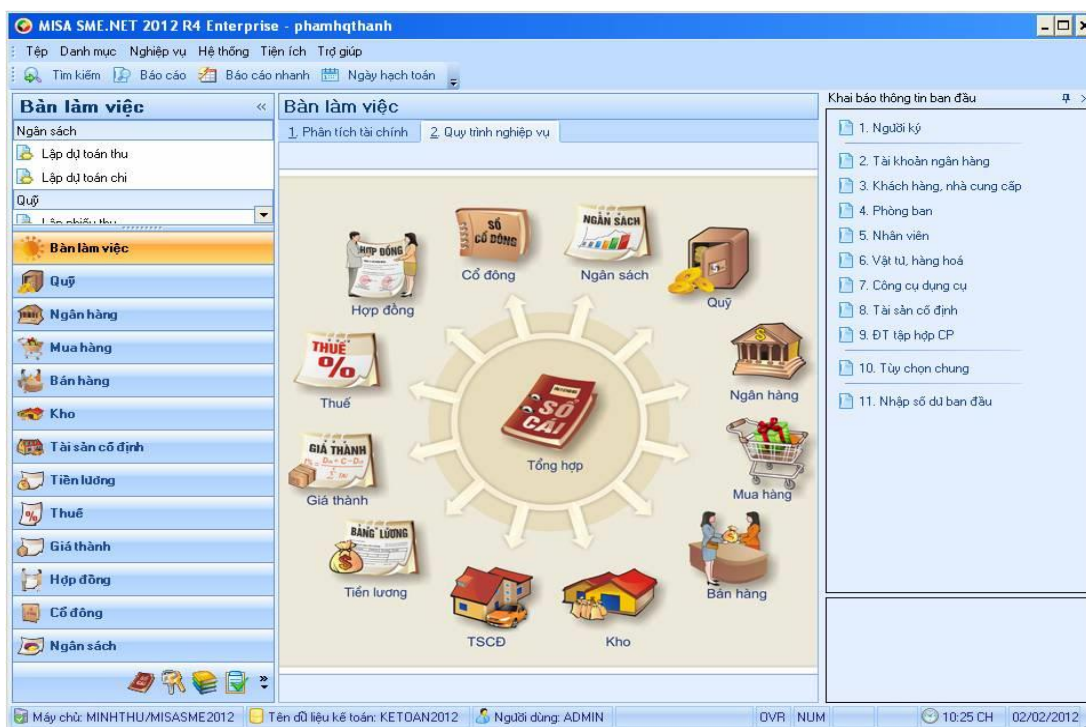 MISA SME.NET 2012 R4 Enterprise - phamhqthanh
Tệp Danh mục Nghiệp vụ Hệ thống Tiện ích Trợ giúp
Tìm kiếm Báo cáo Báo cáo nhanh Ngày hạch toán
Bàn làm việc
Ngân sách
Lập dự toán thu
Lập dự toán chi
Quỹ
Lập phiếu thu
Bàn làm việc
Quỹ
Ngân hàng
Mua hàng
Bán hàng
Kho
Tài sản cố định
Tiền lương
Thuế
Giá thành
Hợp đồng
Cổ đông
Ngân sách
Bàn làm việc
1. Phân tích tài chính 2. Quy trình nghiệp vụ
HỢP ĐỒNG
Hợp đồng
SỔ
CỔ ĐÔNG
Cổ đông
NGÂN SÁCH
Ngân sách
Quỹ
THUẾ
%
Thuế
Ngân hàng
SỔ
CÁI
Tổng hợp
GIÁ THÀNH
Giá thành
Mua hàng
BẢNG LƯƠNG
Tiền lương
Bán hàng
TSCĐ
Kho
Khai báo thông tin ban đầu
1. Người ký
2. Tài khoản ngân hàng
3. Khách hàng, nhà cung cấp
4. Phòng ban
5. Nhân viên
6. Vật tư, hàng hoá
7. Công cụ dụng cụ
8. Tài sản cố định
9. ĐT tập hợp CP
10. Tùy chọn chung
11. Nhập số dư ban đầu
Máy chủ: MINHTHU/MISASME2012 Tên dữ liệu kế toán: KETOAN2012 Người dùng: ADMIN OVR NUM 10:25 CH 02/02/2012